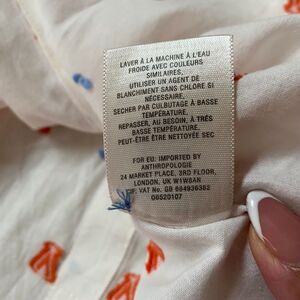 LAVER À LA MACHINE À L'EAU
FROIDE AVEC COULEURS
SIMILAIRES,
UTILISER UN AGENT DE
BLANCHIMENT SANS CHLORE SI
NÉCESSAIRE,
SECHER PAR CULBUTAGE À BASSE
TEMPÉRATURE,
REPASSER, AU BESOIN, À TRÈS
BASSE TEMPÉRATURE.
PEUT-ÊTRE ÊTRE NETTOYÉ SEC
FOR EU: IMPORTED BY
ANTHROPOLOGIE
24 MARKET PLACE, 3RD FLOOR,
LONDON, UK W1W8AN
VAT No GB 684936382
06520107